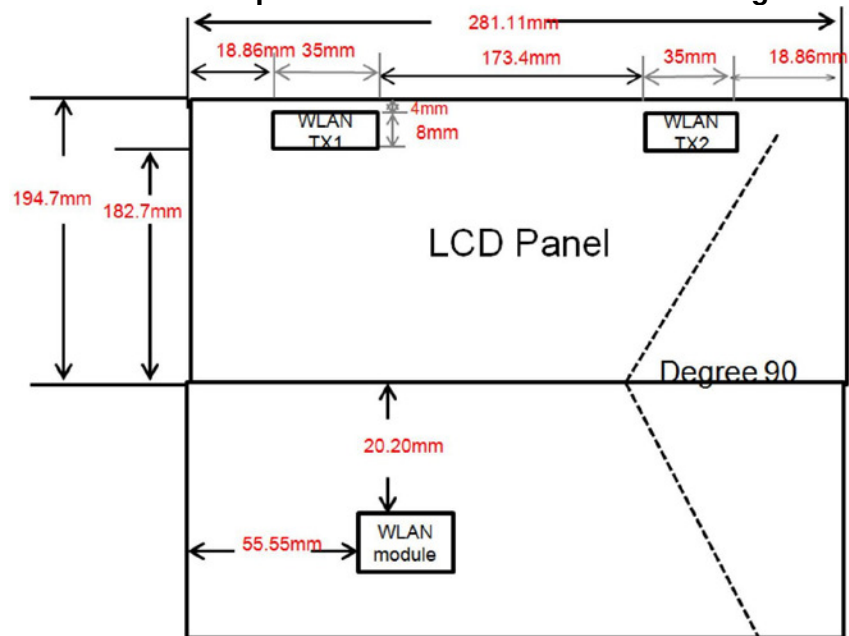 281.11mm
18.86mm 35mm
173.4mm
35mm
18.86mm
4mm
WLAN
TX1
8mm
WLAN
TX2
194.7mm
182.7mm
LCD Panel
Degree 90
20.20mm
55.55mm
WLAN
module